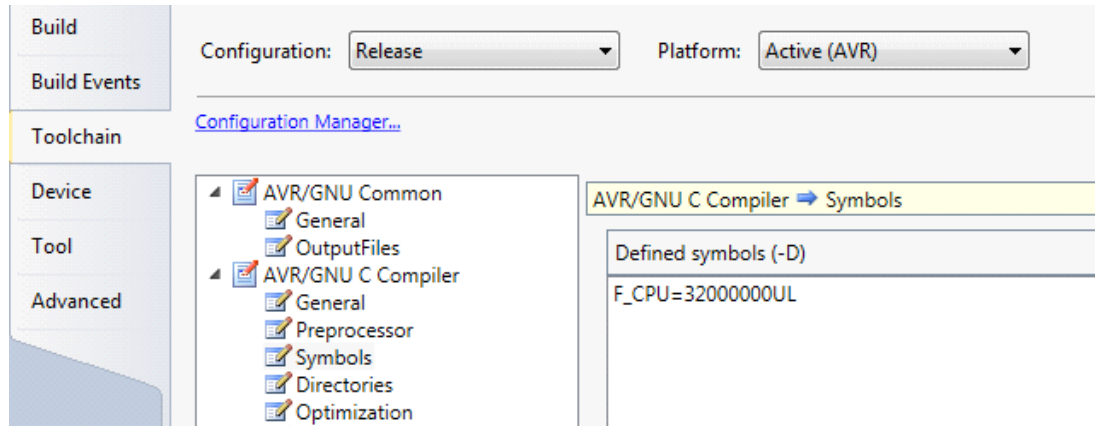 Build
Build Events
Toolchain
Device
Tool
Advanced
Configuration: Release Platform: Active (AVR)
Configuration Manager...
AVR/GNU Common
General
OutputFiles
AVR/GNU C Compiler
General
Preprocessor
Symbols
Directories
Optimization
AVR/GNU C Compiler ➡ Symbols
Defined symbols (-D)
F_CPU=32000000UL